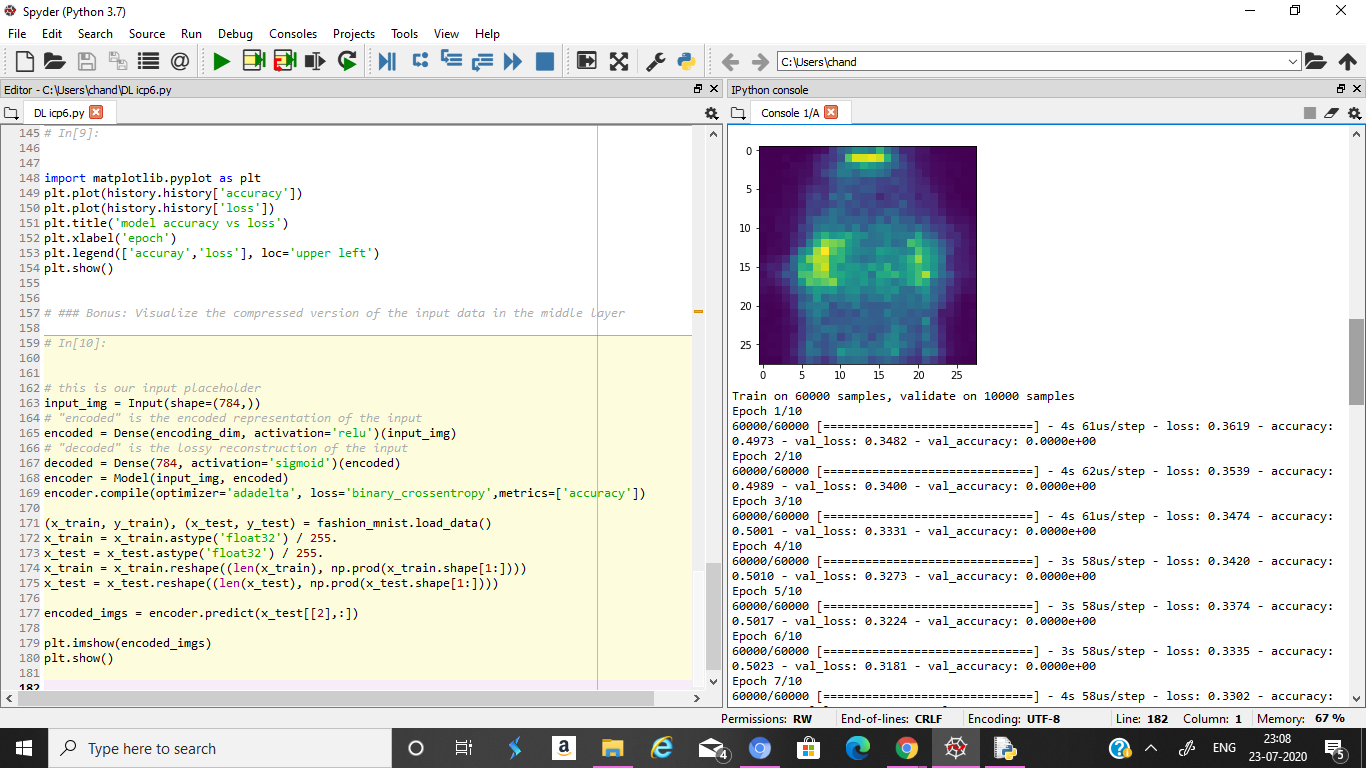 Spyder (Python 3.7)
File Edit Search Source Run Debug Consoles Projects Tools View Help
C:\Users\chand
Editor - C:\Users\chand\DL icp6.py
DL icp6.py
145 # In[9]:
146
147
148 import matplotlib.pyplot as plt
149 plt.plot(history.history['accuracy'])
150 plt.plot(history.history['loss'])
151 plt.title('model accuracy vs loss')
152 plt.xlabel('epoch')
153 plt.legend(['accuray','loss'], loc='upper left')
154 plt.show()
155
156
157 # ### Bonus: Visualize the compressed version of the input data in the middle layer
158
159 # In[10]:
160
161
162 # this is our input placeholder
163 input_img = Input(shape=(784,))
164 # "encoded" is the encoded representation of the input
165 encoded = Dense(encoding_dim, activation='relu')(input_img)
166 # "decoded" is the lossy reconstruction of the input
167 decoded = Dense(784, activation='sigmoid')(encoded)
168 encoder = Model(input_img, encoded)
169 encoder.compile(optimizer='adadelta', loss='binary_crossentropy',metrics=['accuracy'])
170
171 (x_train, y_train), (x_test, y_test) = fashion_mnist.load_data()
172 x_train = x_train.astype('float32') / 255.
173 x_test = x_test.astype('float32') / 255.
174 x_train = x_train.reshape((len(x_train), np.prod(x_train.shape[1:])))
175 x_test = x_test.reshape((len(x_test), np.prod(x_test.shape[1:])))
176
177 encoded_imgs = encoder.predict(x_test[[2],:])
178
179 plt.imshow(encoded_imgs)
180 plt.show()
181
182
IPython console
Console 1/A
0
5
10
15
20
25
0 5 10 15 20 25
Train on 60000 samples, validate on 10000 samples
Epoch 1/10
60000/60000 [==============================] - 4s 61us/step - loss: 0.3619 - accuracy:
0.4973 - val_loss: 0.3482 - val_accuracy: 0.0000e+00
Epoch 2/10
60000/60000 [==============================] - 4s 62us/step - loss: 0.3539 - accuracy:
0.4989 - val_loss: 0.3400 - val_accuracy: 0.0000e+00
Epoch 3/10
60000/60000 [==============================] - 4s 61us/step - loss: 0.3474 - accuracy:
0.5001 - val_loss: 0.3331 - val_accuracy: 0.0000e+00
Epoch 4/10
60000/60000 [==============================] - 3s 58us/step - loss: 0.3420 - accuracy:
0.5010 - val_loss: 0.3273 - val_accuracy: 0.0000e+00
Epoch 5/10
60000/60000 [==============================] - 3s 58us/step - loss: 0.3374 - accuracy:
0.5017 - val_loss: 0.3224 - val_accuracy: 0.0000e+00
Epoch 6/10
60000/60000 [==============================] - 3s 58us/step - loss: 0.3335 - accuracy:
0.5023 - val_loss: 0.3181 - val_accuracy: 0.0000e+00
Epoch 7/10
60000/60000 [==============================] - 4s 58us/step - loss: 0.3302 - accuracy:
Permissions: RW End-of-lines: CRLF Encoding: UTF-8 Line: 182 Column: 1 Memory: 67 %
Type here to search
a
4
ENG
23:08
23-07-2020
5